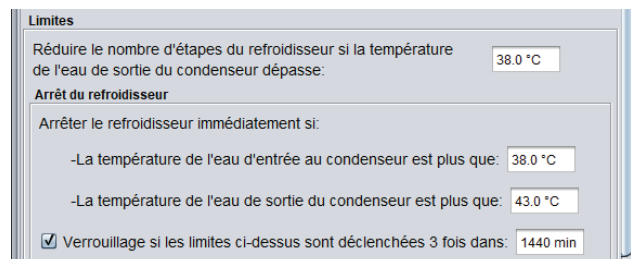 Limites
Réduire le nombre d'étapes du refroidisseur si la température
de l'eau de sortie du condenseur dépasse: 38.0 °C
Arrêt du refroidisseur
Arrêter le refroidisseur immédiatement si:
-La température de l'eau d'entrée au condenseur est plus que: 38.0 °C
-La température de l'eau de sortie du condenseur est plus que: 43.0 °C
Verrouillage si les limites ci-dessus sont déclenchées 3 fois dans: 1440 min